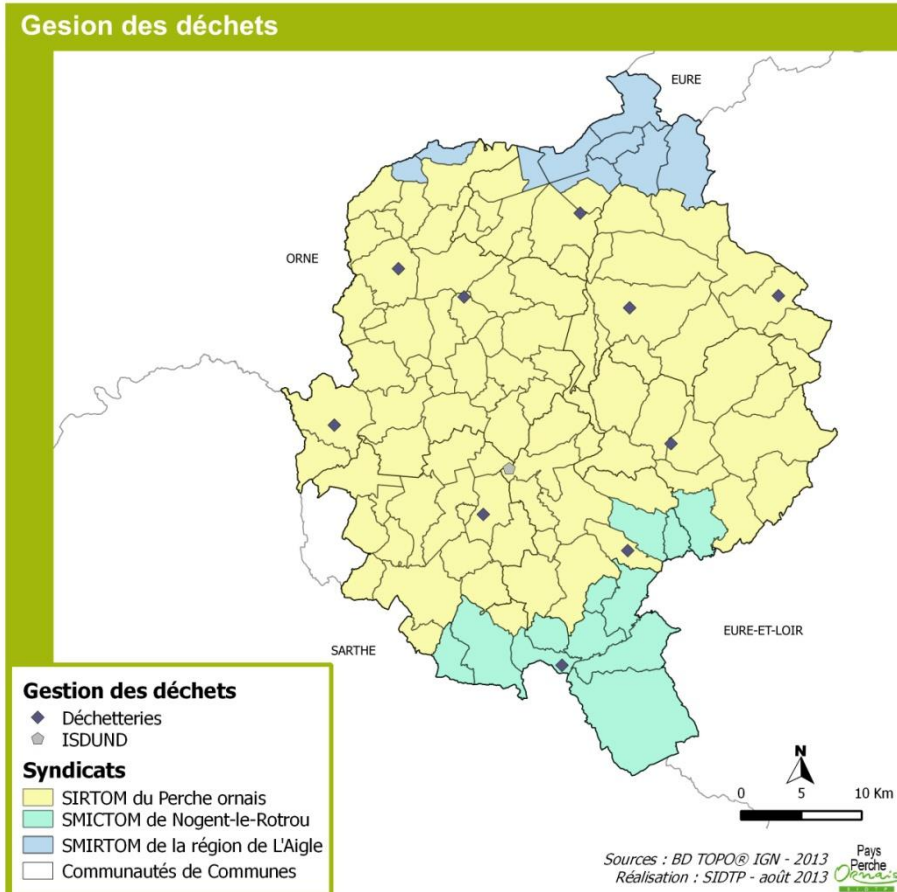 Gesion des déchets
EURE
ORNE
EURE-ET-LOIR
SARTHE
Gestion des déchets
Déchetteries
ISDUND
Syndicats
SIRTOM du Perche ornais
SMICTOM de Nogent-le-Rotrou
SMIRTOM de la région de L'Aigle
Communautés de Communes
N
0 5 10 Km
Sources : BD TOPO® IGN - 2013
Réalisation : SIDTP - août 2013
Pays
Perche
Ornais